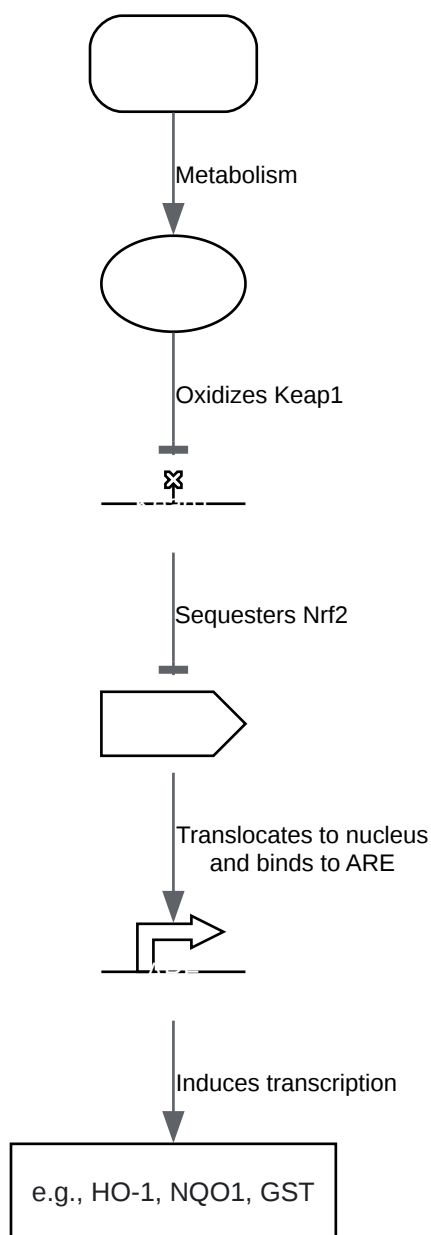 Metabolism
Oxidizes Keap1
Sequesters Nrf2
Translocates to nucleus
and binds to ARE
Induces transcription
e.g., HO-1, NQO1, GST